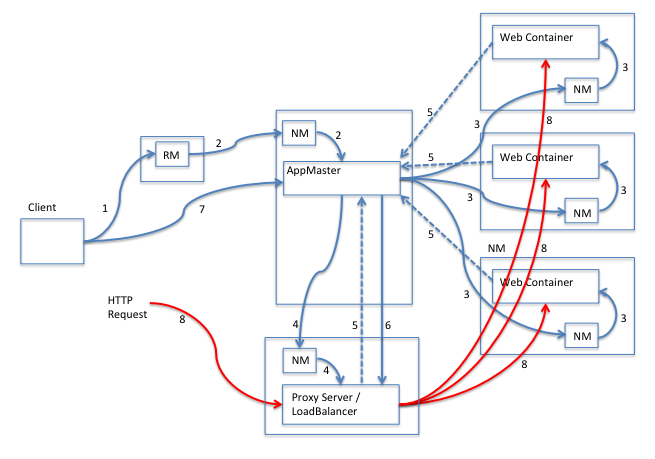 Web Container
3
NM
5
3
8
NM
2
2
Web Container
RM
5
AppMaster
3
3
Client
1
7
NM
8
5
NM
Web Container
HTTP
Request
8
4
5
6
3
3
NM
NM
4
8
Proxy Server /
LoadBalancer